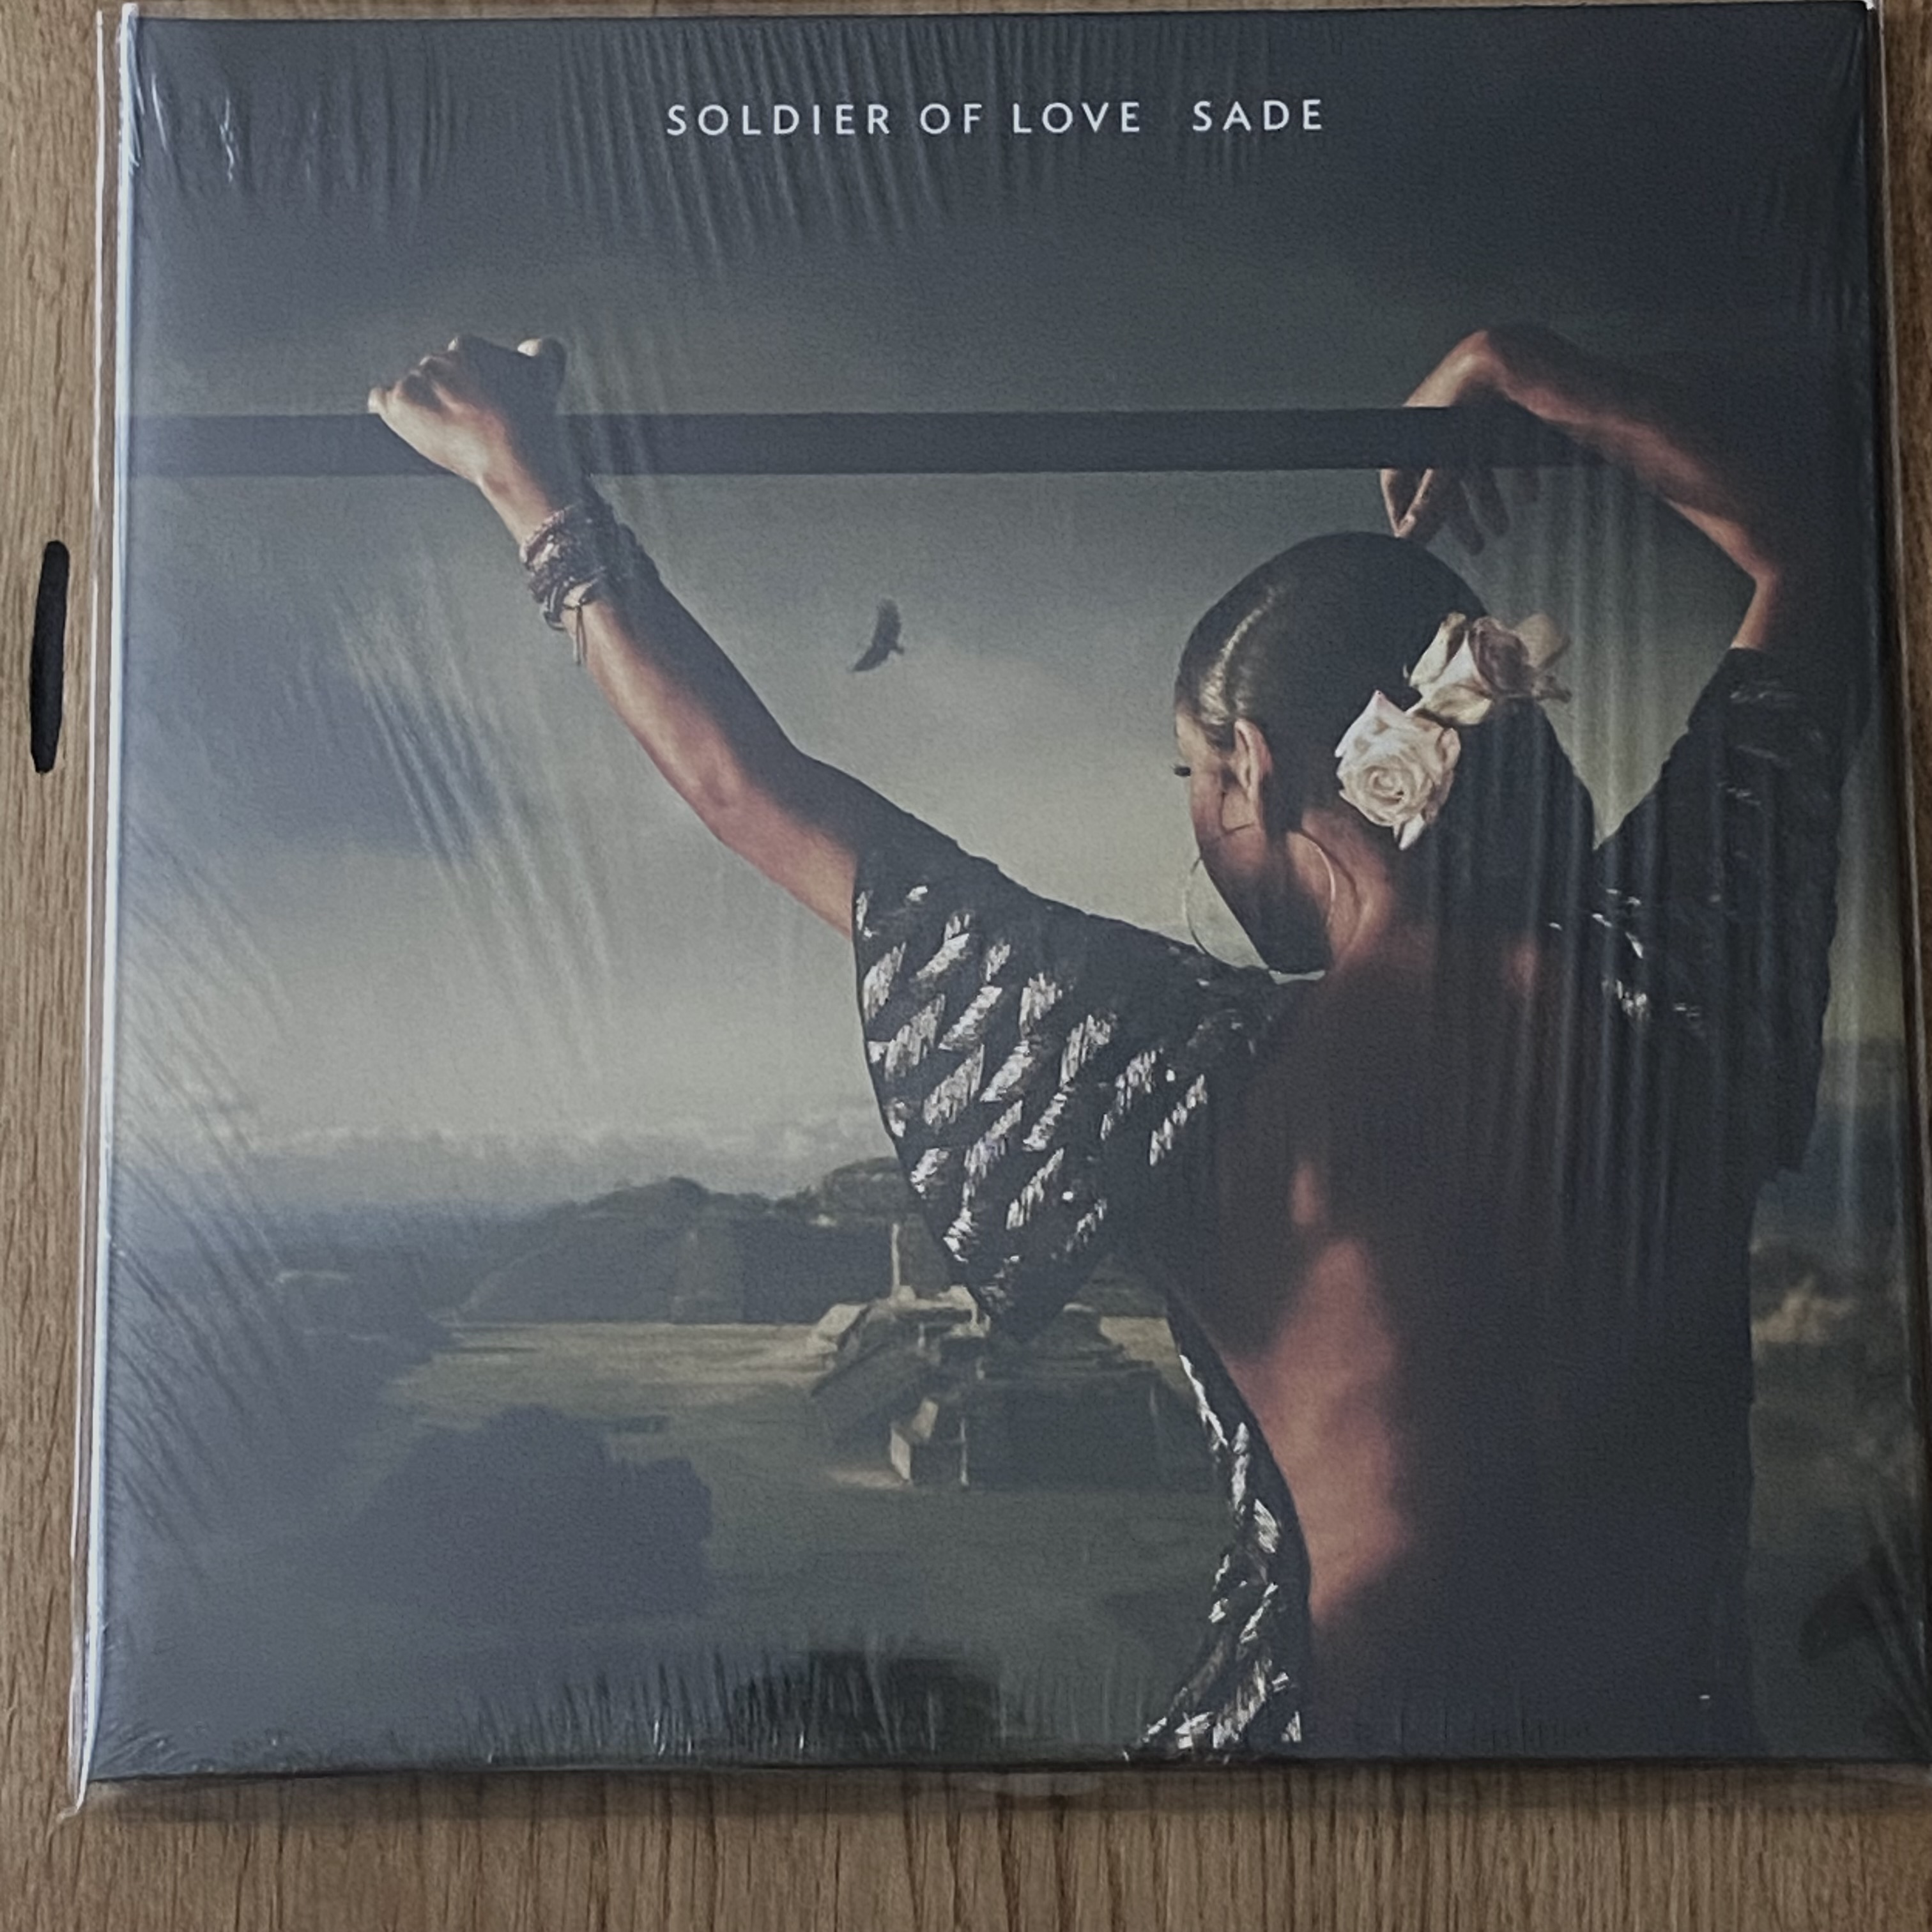 SOLDIER OF LOVE SADE